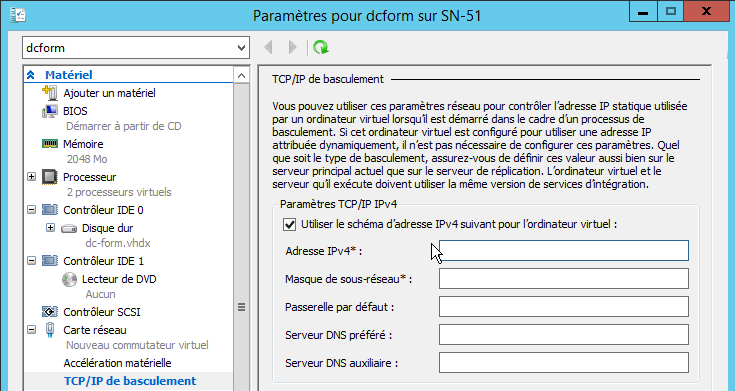 Paramètres pour dcform sur SN-51
dcform
Matériel
Ajouter un matériel
BIOS
Démarrer à partir de CD
Mémoire
2048 Mo
Processeur
2 processeurs virtuels
Contrôleur IDE 0
Disque dur
dc-form.vhdx
Contrôleur IDE 1
Lecteur de DVD
Aucun
Contrôleur SCSI
Carte réseau
Nouveau commutateur virtuel
Accélération matérielle
TCP/IP de basculement
TCP/IP de basculement
Vous pouvez utiliser ces paramètres réseau pour contrôler l'adresse IP statique utilisée
par un ordinateur virtuel lorsqu'il est démarré dans le cadre d'un processus de
basculement. Si cet ordinateur virtuel est configuré pour utiliser une adresse IP
attribuée dynamiquement, il n'est pas nécessaire de configurer ces paramètres. Quel
que soit le type de basculement, assurez-vous de définir ces valeur aussi bien sur le
serveur principal actuel que sur le serveur de réplication. L'ordinateur virtuel et le
serveur qu'il exécute doivent utiliser la même version de services d'intégration.
Paramètres TCP/IP IPv4
Utiliser le schéma d'adresse IPv4 suivant pour l'ordinateur virtuel :
Adresse IPv4* :
Masque de sous-réseau* :
Passerelle par défaut :
Serveur DNS préféré :
Serveur DNS auxiliaire :